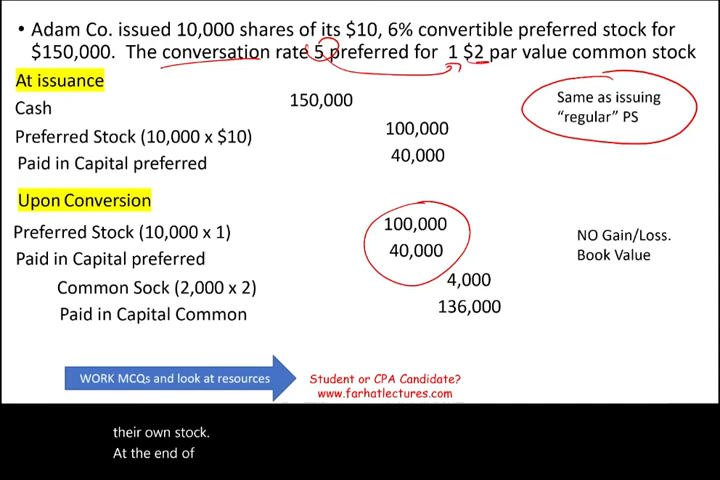 • Adam Co. issued 10,000 shares of its $10, 6% convertible preferred stock for
$150,000. The conversation rate 5 preferred for 1 $2 par value common stock
At issuance
Cash 150,000
Preferred Stock (10,000 x $10) 100,000
Paid in Capital preferred 40,000
Same as issuing
"regular" PS
Upon Conversion
Preferred Stock (10,000 x 1) 100,000
Paid in Capital preferred 40,000
Common Sock (2,000 x 2) 4,000
Paid in Capital Common 136,000
NO Gain/Loss.
Book Value
WORK MCQs and look at resources
Student or CPA Candidate?
www.farhatlectures.com
their own stock.
At the end of